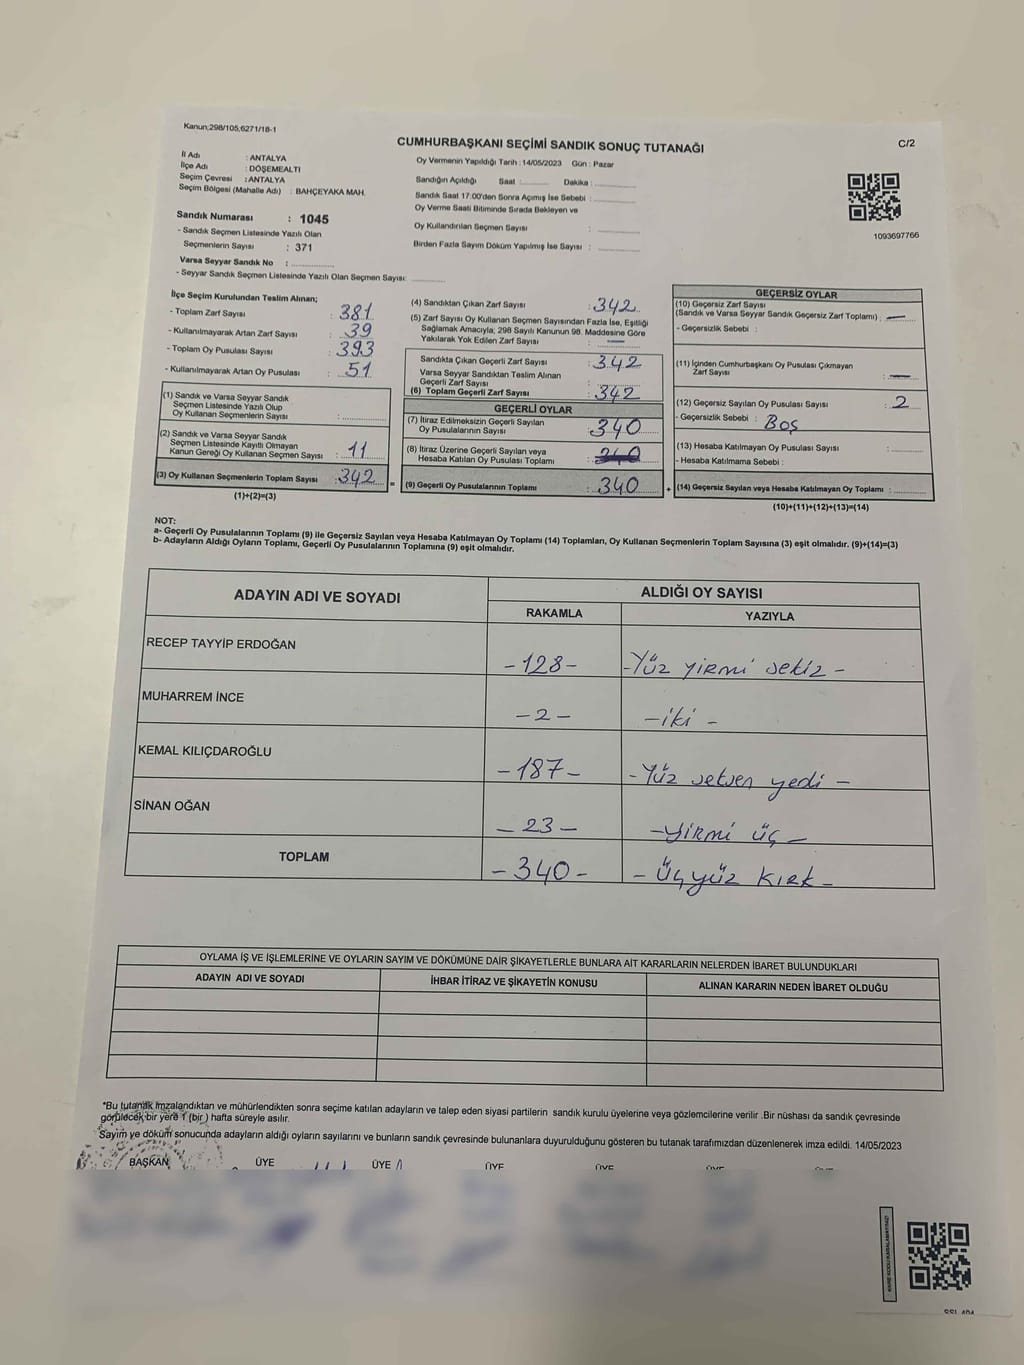 Kanun;298/105;6271/18-1
CUMHURBAŞKANI SEÇİMİ SANDIK SONUÇ TUTANAĞI
C/2
İl Adı : ANTALYA
İlçe Adı : DÖŞEMEALTI
Seçim Çevresi : ANTALYA
Seçim Bölgesi (Mahalle Adı) : BAHÇEYAKA MAH.
Sandık Numarası : 1045
- Sandık Seçmen Listesinde Yazılı Olan
Seçmenlerin Sayısı : 371
Varsa Seyyar Sandık No : ..............
- Seyyar Sandık Seçmen Listesinde Yazılı Olan Seçmen Sayısı: ..............
Oy Vermenin Yapıldığı Tarih : 14/05/2023 Gün : Pazar
Sandığın Açıldığı Saat :............ Dakika : ..............
Sandık Saat 17:00'den Sonra Açımış İse Sebebi : ..............
Oy Verme Saati Bitiminde Sırada Bekleyen ve
Oy Kullandırılan Seçmen Sayısı : ..............
Birden Fazla Sayım Döküm Yapılmış İse Sayısı : ..............
1093697766
İlçe Seçim Kurulundan Teslim Alınan;
- Toplam Zarf Sayısı : 381
- Kullanılmayarak Artan Zarf Sayısı : 39
- Toplam Oy Pusulası Sayısı : 393
- Kullanılmayarak Artan Oy Pusulası : 51
(1) Sandık ve Varsa Seyyar Sandık
Seçmen Listesinde Yazılı Olup
Oy Kullanan Seçmenlerin Sayısı : ..............
(2) Sandık ve Varsa Seyyar Sandık
Seçmen Listesinde Kayıtlı Olmayan
Kanun Gereği Oy Kullanan Seçmen Sayısı : 11
(3) Oy Kullanan Seçmenlerin Toplam Sayısı : 342
(1)+(2)=(3)
(4) Sandıktan Çıkan Zarf Sayısı : 342
(5) Zarf Sayısı Oy Kullanan Seçmen Sayısından Fazla İse, Eşitliği
Sağlamak Amacıyla; 298 Sayılı Kanunun 98. Maddesine Göre
Yakılarak Yok Edilen Zarf Sayısı : —
Sandıkta Çıkan Geçerli Zarf Sayısı : 342
Varsa Seyyar Sandıktan Teslim Alınan
Geçerli Zarf Sayısı : ..............
(6) Toplam Geçerli Zarf Sayısı : 342
GEÇERLİ OYLAR
(7) İtiraz Edilmeksizin Geçerli Sayılan
Oy Pusulalarının Sayısı : 340
(8) İtiraz Üzerine Geçerli Sayılan veya
Hesaba Katılan Oy Pusulası Toplamı :
(9) Geçerli Oy Pusulalarının Toplamı : 340
GEÇERSİZ OYLAR
(10) Geçersiz Zarf Sayısı
(Sandık ve Varsa Seyyar Sandık Geçersiz Zarf Toplamı) : —
- Geçersizlik Sebebi :
(11) İçinden Cumhurbaşkanı Oy Pusulası Çıkmayan
Zarf Sayısı : —
(12) Geçersiz Sayılan Oy Pusulası Sayısı : 2
- Geçersizlik Sebebi : Boş
(13) Hesaba Katılmayan Oy Pusulası Sayısı : ..............
- Hesaba Katılmama Sebebi :
+ (14) Geçersiz Sayılan veya Hesaba Katılmayan Oy Toplamı : ..............
(10)+(11)+(12)+(13)=(14)
NOT:
a- Geçerli Oy Pusulalarının Toplamı (9) ile Geçersiz Sayılan veya Hesaba Katılmayan Oy Toplamı (14) Toplamları, Oy Kullanan Seçmenlerin Toplam Sayısına (3) eşit olmalıdır. (9)+(14)=(3)
b- Adayların Aldığı Oyların Toplamı, Geçerli Oy Pusulalarının Toplamına (9) eşit olmalıdır.
ADAYIN ADI VE SOYADI
ALDIĞI OY SAYISI
RAKAMLA YAZIYLA
RECEP TAYYİP ERDOĞAN -128- -Yüz yirmi sekiz-
MUHARREM İNCE -2- -iki-
KEMAL KILIÇDAROĞLU -187- -Yüz seksen yedi-
SİNAN OĞAN -23- -yirmi üç-
TOPLAM -340- -Üçyüz kırk-
OYLAMA İŞ VE İŞLEMLERİNE VE OYLARIN SAYIM VE DÖKÜMÜNE DAİR ŞİKAYETLERLE BUNLARA AİT KARARLARIN NELERDEN İBARET BULUNDUKLARI
ADAYIN ADI VE SOYADI İHBAR İTİRAZ VE ŞİKAYETİN KONUSU ALINAN KARARIN NEDEN İBARET OLDUĞU
*Bu tutanak imzalandıktan ve mühürlendikten sonra seçime katılan adayların ve talep eden siyasi partilerin sandık kurulu üyelerine veya gözlemcilerine verilir .Bir nüshası da sandık çevresinde
görülecek bir yere 1 (bir ) hafta süreyle asılır.
Sayım ve döküm sonucunda adayların aldığı oyların sayılarını ve bunların sandık çevresinde bulunanlara duyurulduğunu gösteren bu tutanak tarafımızdan düzenlenerek imza edildi. 14/05/2023
BAŞKAN ÜYE ÜYE ÜYE ÜYE ÜYE ÜYE
KARE KODU KARALAMAYINIZ!